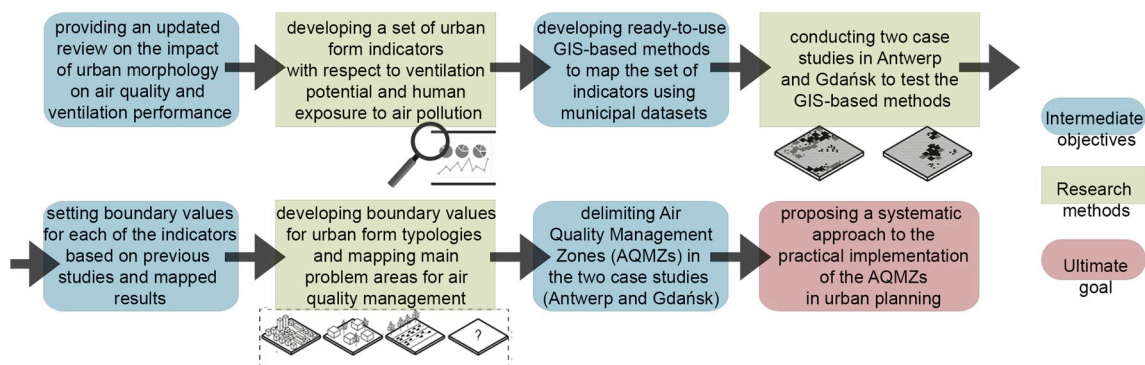 providing an updated
review on the impact
of urban morphology
on air quality and
ventilation performance
developing a set of urban
form indicators
with respect to ventilation
potential and human
exposure to air pollution
developing ready-to-use
GIS-based methods
to map the set of
indicators using
municipal datasets
conducting two case
studies in Antwerp
and Gdańsk to test the
GIS-based methods
Intermediate
objectives
setting boundary values
for each of the indicators
based on previous
studies and mapped
results
developing boundary values
for urban form typologies
and mapping main
problem areas for air
quality management
?
delimiting Air
Quality Management
Zones (AQMZs) in
the two case studies
(Antwerp and Gdańsk)
proposing a systematic
approach to the
practical implementation
of the AQMZs
in urban planning
Research
methods
Ultimate
goal